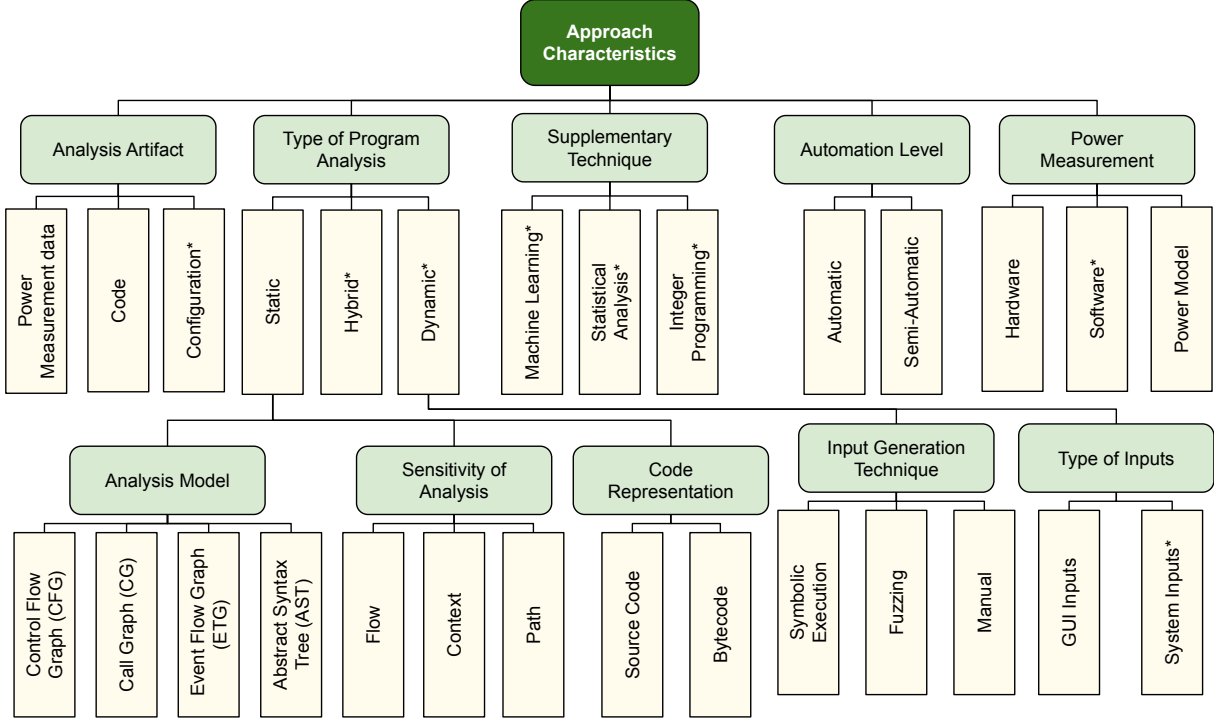 Approach
Characteristics
Analysis Artifact
Type of Program
Analysis
Supplementary
Technique
Automation Level
Power
Measurement
Power
Measurement data
Code
Configuration*
Static
Hybrid*
Dynamic*
Machine Learning*
Statistical
Analysis*
Integer
Programming*
Automatic
Semi-Automatic
Hardware
Software*
Power Model
Analysis Model
Sensitivity of
Analysis
Code
Representation
Input Generation
Technique
Type of Inputs
Control Flow
Graph (CFG)
Call Graph (CG)
Event Flow Graph
(ETG)
Abstract Syntax
Tree (AST)
Flow
Context
Path
Source Code
Bytecode
Symbolic
Execution
Fuzzing
Manual
GUI Inputs
System Inputs*